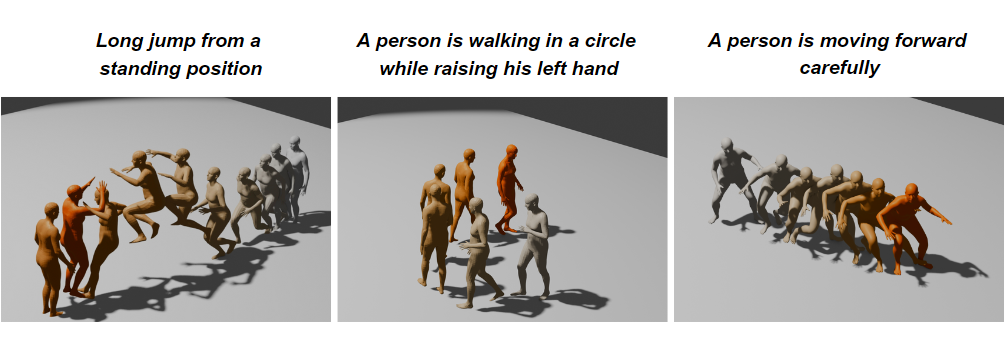 Long jump from a
standing position
A person is walking in a circle
while raising his left hand
A person is moving forward
carefully